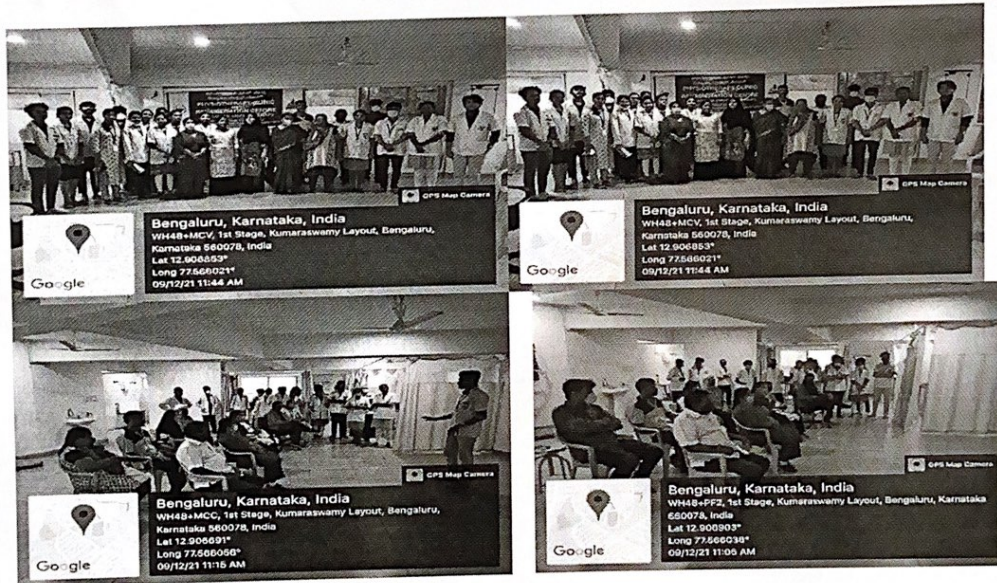 PHYSIOTHERAPY CLINIC
GPS Map Camera
Bengaluru, Karnataka, India
WH48+MCV, 1st Stage, Kumaraswamy Layout, Bengaluru,
Karnataka 560078, India
Lat 12.906853°
Long 77.566021°
09/12/21 11:44 AM
Google
PHYSIOTHERAPY CLINIC
GPS Map Camera
Bengaluru, Karnataka, India
WH48+MCV, 1st Stage, Kumaraswamy Layout, Bengaluru,
Karnataka 560078, India
Lat 12.906853°
Long 77.566021°
09/12/21 11:44 AM
Google
GPS Map Camera
Bengaluru, Karnataka, India
WH48+MCC, 1st Stage, Kumaraswamy Layout, Bengaluru,
Karnataka 560078, India
Lat 12.906691°
Long 77.566056°
09/12/21 11:15 AM
Google
GPS Map Camera
Bengaluru, Karnataka, India
WH48+PF2, 1st Stage, Kumaraswamy Layout, Bengaluru, Karnataka
560078, India
Lat 12.906903°
Long 77.566036°
09/12/21 11:06 AM
Google